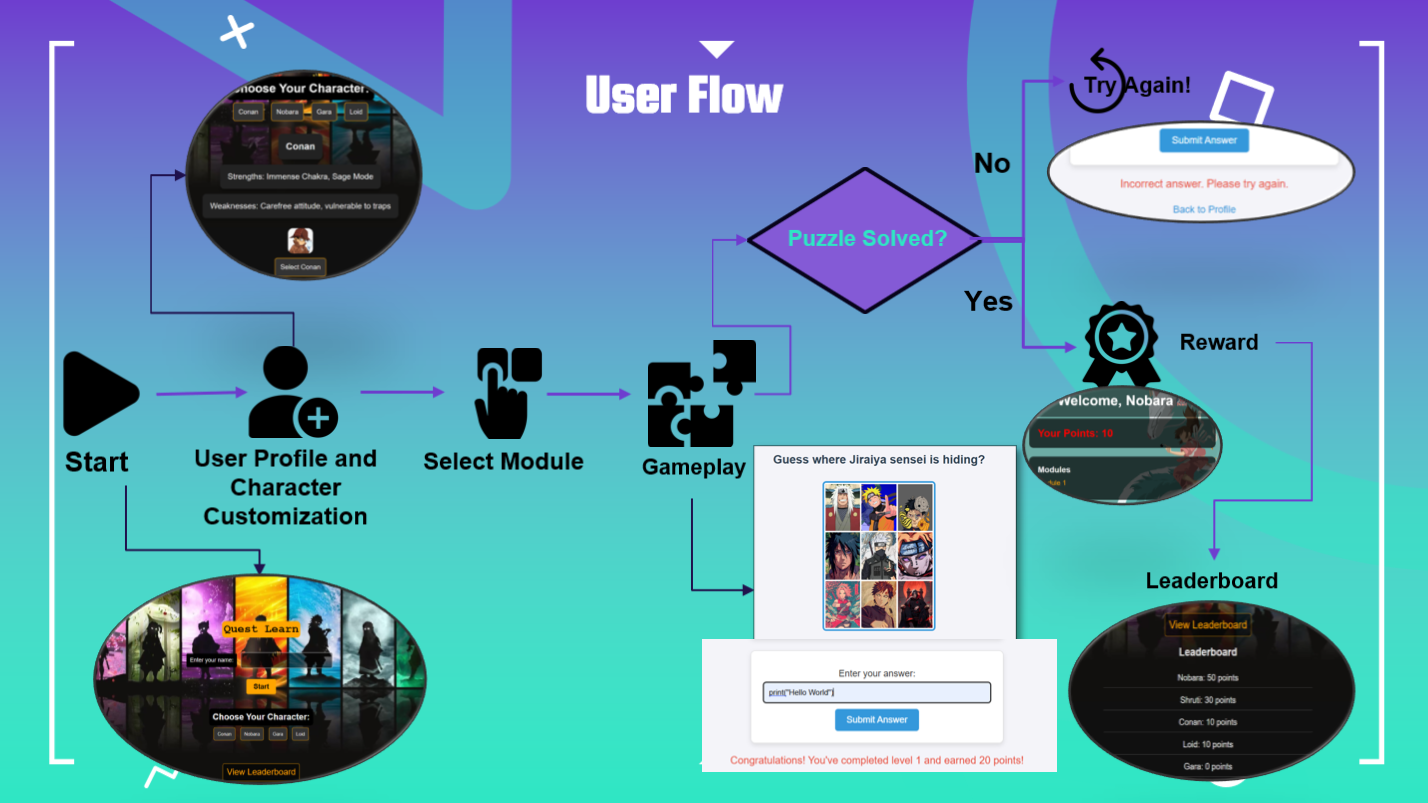 User Flow
Choose Your Character:
Conan
Nobara
Gara
Loid
Conan
Strengths: Immense Chakra, Sage Mode
Weaknesses: Carefree attitude, vulnerable to traps
Select Conan
Try Again!
Submit Answer
Incorrect answer. Please try again.
Back to Profile
No
Puzzle Solved?
Yes
Reward
Welcome, Nobara
Your Points: 10
Modules
dule 1
Start
User Profile and
Character
Customization
Select Module
Gameplay
Guess where Jiraiya sensei is hiding?
Enter your answer:
print("Hello World")
Submit Answer
Congratulations! You've completed level 1 and earned 20 points!
Quest Learn
Enter your name:
Start
Choose Your Character:
Conan
Nobara
Gara
Loid
View Leaderboard
Leaderboard
View Leaderboard
Leaderboard
Nobara: 50 points
Shruti: 30 points
Conan: 10 points
Loid: 10 points
Gara: 0 points